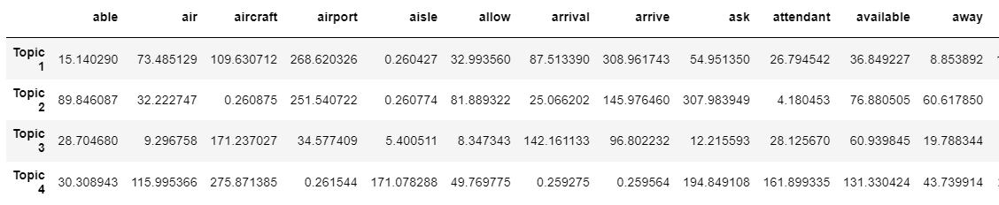 able air aircraft airport aisle allow arrival arrive ask attendant available away
Topic 1 15.140290 73.485129 109.630712 268.620326 0.260427 32.993560 87.513390 308.961743 54.951350 26.794542 36.849227 8.853892
Topic 2 89.846087 32.222747 0.260875 251.540722 0.260774 81.889322 25.066202 145.976460 307.983949 4.180453 76.880505 60.617850
Topic 3 28.704680 9.296758 171.237027 34.577409 5.400511 8.347343 142.161133 96.802232 12.215593 28.125670 60.939845 19.788344
Topic 4 30.308943 115.995366 275.871385 0.261544 171.078288 49.769775 0.259275 0.259564 194.849108 161.899335 131.330424 43.739914